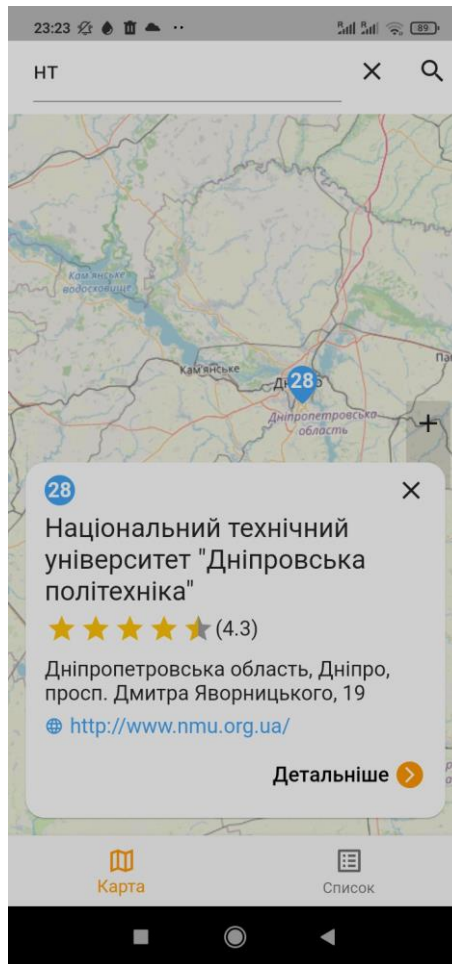 23:23
89
нт
Кам'янське
водосховище
Кам'янське
28
Дніпропетровська
область
+
28
Національний технічний
університет "Дніпровська
політехніка"
(4.3)
Дніпропетровська область, Дніпро,
просп. Дмитра Яворницького, 19
http://www.nmu.org.ua/
Детальніше
Карта
Список